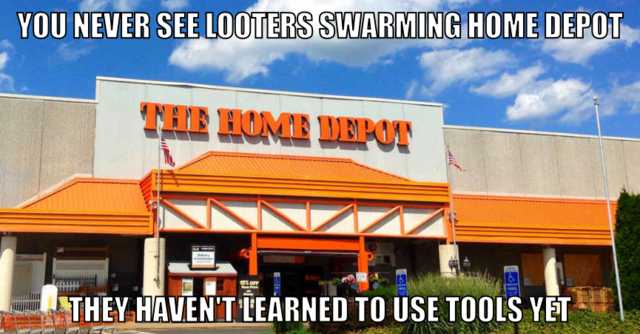 YOU NEVER SEE LOOTERS SWARMING HOME DEPOT
THE HOME DEPOT
THEY HAVEN'T LEARNED TO USE TOOLS YET